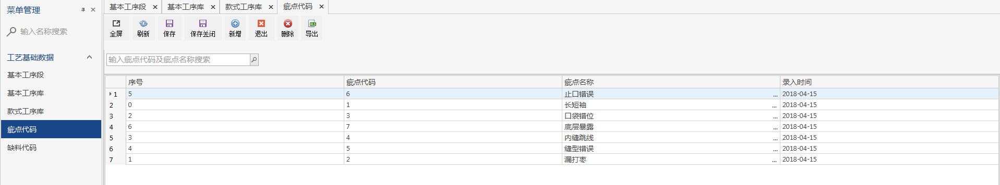 菜单管理
输入名称搜索
工艺基础数据
基本工序段
基本工序库
款式工序库
疵点代码
缺料代码
基本工序段 基本工序库 款式工序库 疵点代码
全屏 刷新 保存 保存关闭 新增 退出 删除 导出
输入疵点代码及疵点名称搜索
序号 疵点代码 疵点名称 录入时间
1 5 6 止口错误 ... 2018-04-15
2 0 1 长短袖 ... 2018-04-15
3 2 3 口袋错位 ... 2018-04-15
4 6 7 底层暴露 ... 2018-04-15
5 3 4 内缝跳线 ... 2018-04-15
6 4 5 缝型错误 ... 2018-04-15
7 1 2 漏打枣 ... 2018-04-15